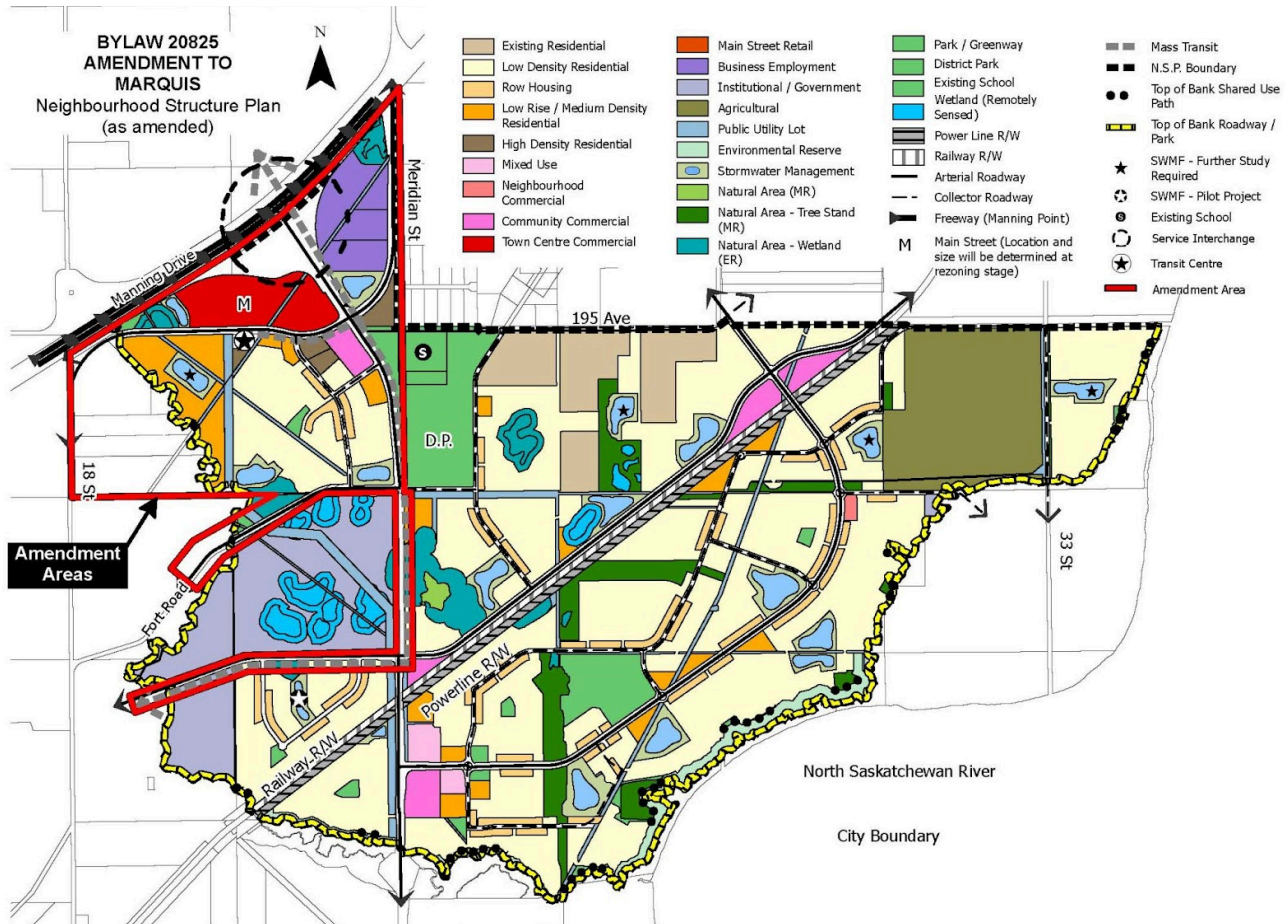 BYLAW 20825
AMENDMENT TO
MARQUIS
Neighbourhood Structure Plan
(as amended)
N
Existing Residential
Low Density Residential
Row Housing
Low Rise / Medium Density
Residential
High Density Residential
Mixed Use
Neighbourhood
Commercial
Community Commercial
Town Centre Commercial
Main Street Retail
Business Employment
Institutional / Government
Agricultural
Public Utility Lot
Environmental Reserve
Stormwater Management
Natural Area (MR)
Natural Area - Tree Stand
(MR)
Natural Area - Wetland
(ER)
Park / Greenway
District Park
Existing School
Wetland (Remotely
Sensed)
Power Line R/W
Railway R/W
Arterial Roadway
Collector Roadway
Freeway (Manning Point)
M
Main Street (Location and
size will be determined at
rezoning stage)
Mass Transit
N.S.P. Boundary
Top of Bank Shared Use
Path
Top of Bank Roadway /
Park
SWMF - Further Study
Required
SWMF - Pilot Project
S
Existing School
Service Interchange
Transit Centre
Amendment Area
Meridian St
Manning Drive
M
195 Ave
S
D.P.
18 St
Amendment
Areas
Fort Road
33 St
Powerline R/W
Railway R/W
North Saskatchewan River
City Boundary